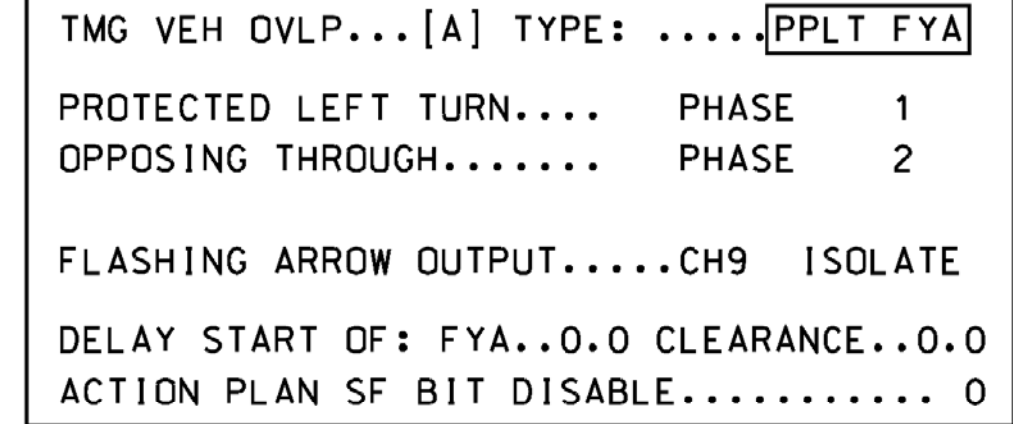 TMG VEH OVLP...[A] TYPE: .....PPLT FYA
PROTECTED LEFT TURN.... PHASE 1
OPPOSING THROUGH....... PHASE 2
FLASHING ARROW OUTPUT.....CH9 ISOLATE
DELAY START OF: FYA..0.0 CLEARANCE..0.0
ACTION PLAN SF BIT DISABLE........... 0